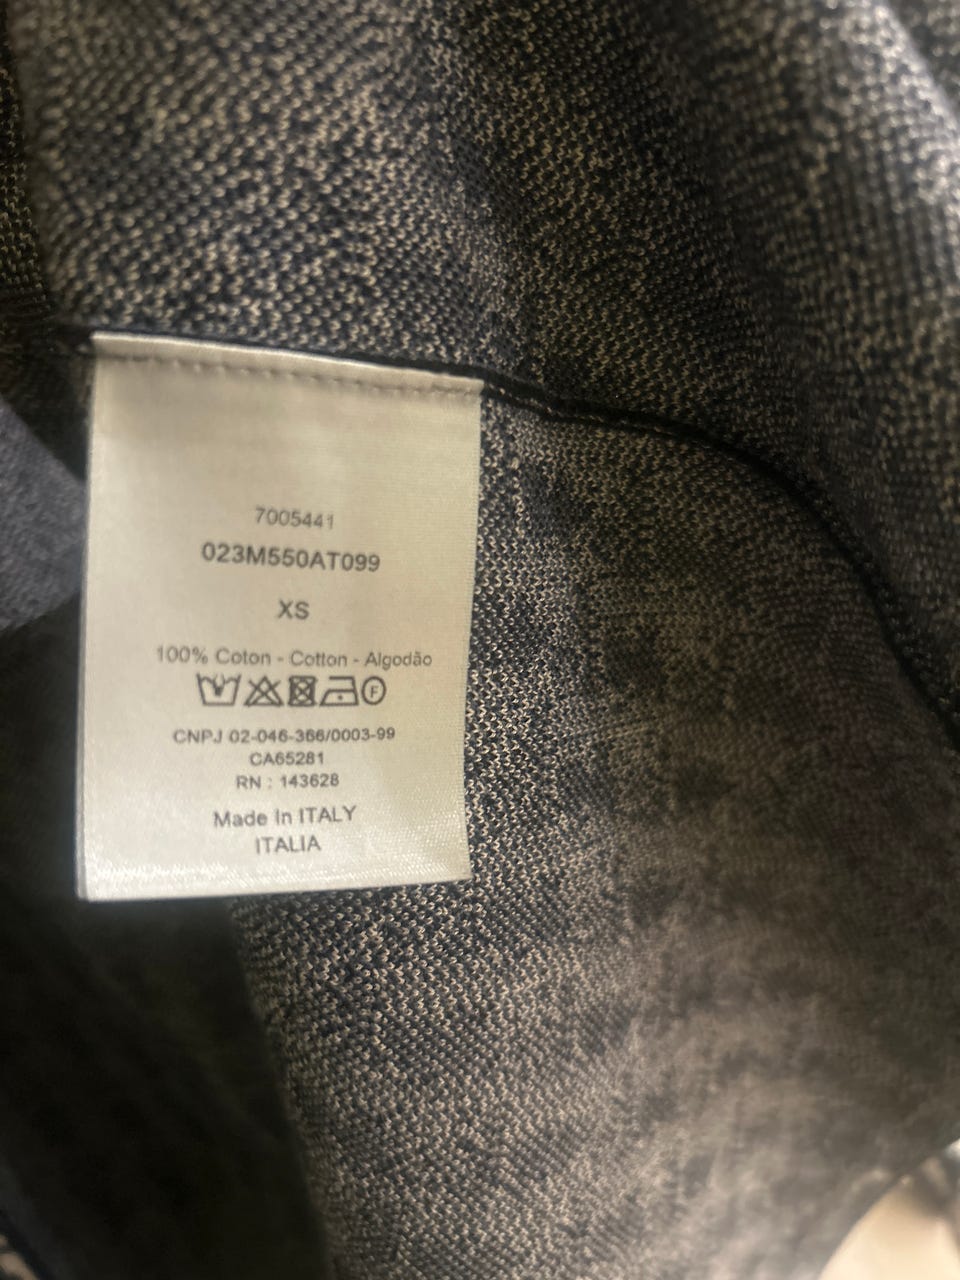 7005441
023M550AT099
XS
100% Coton - Cotton - Algodão
F
CNPJ 02-046-366/0003-99
CA65281
RN : 143628
Made In ITALY
ITALIA